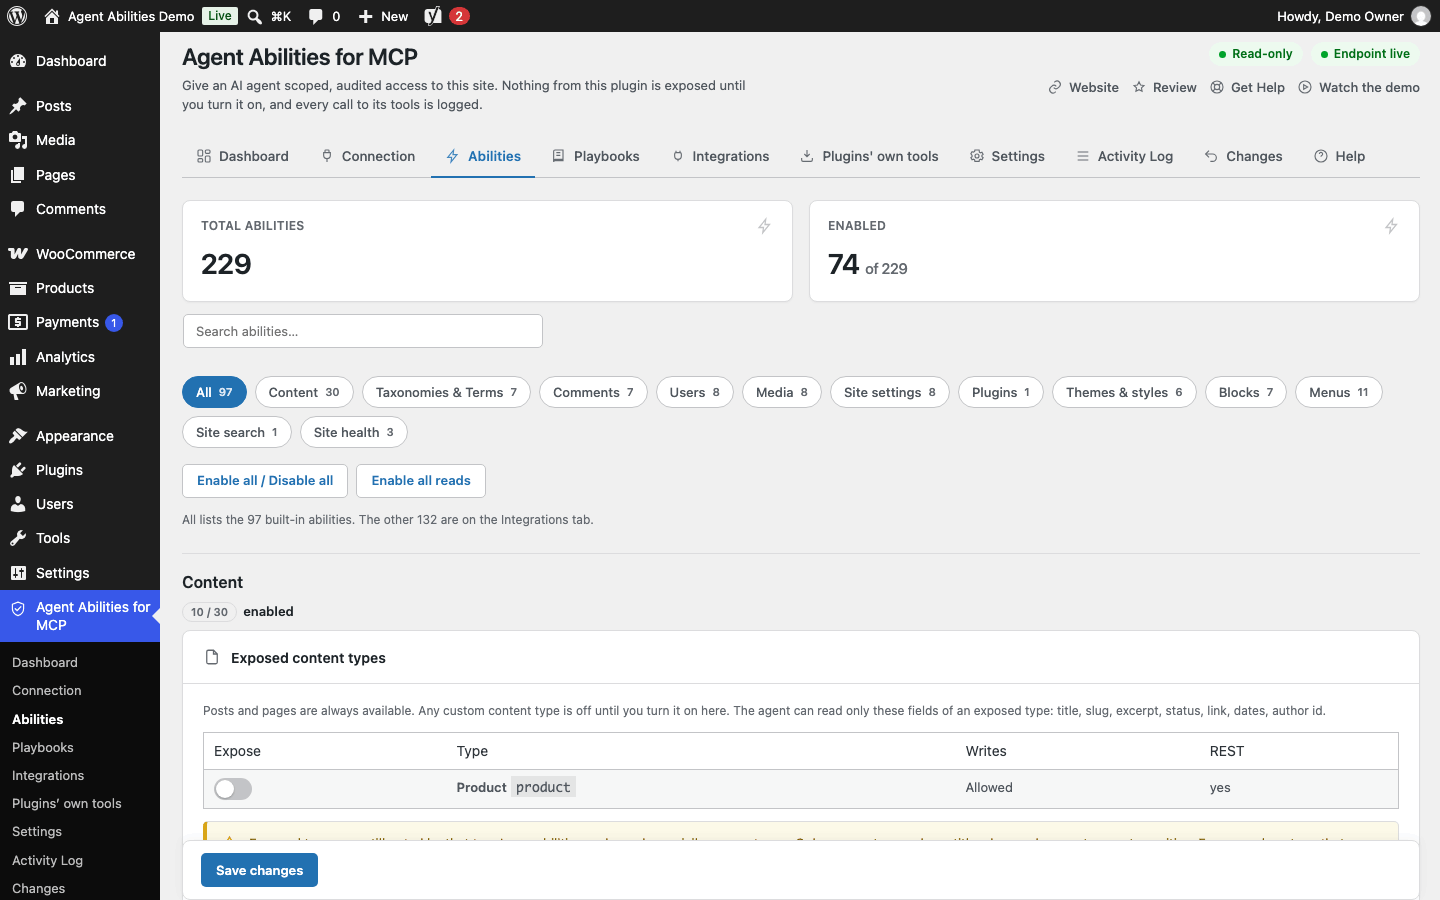 Agent Abilities Demo Live ⌘K 0 New 2 Howdy, Demo Owner
Dashboard
Posts
Media
Pages
Comments
WooCommerce
Products
Payments 1
Analytics
Marketing
Appearance
Plugins
Users
Tools
Settings
Agent Abilities for
MCP
Dashboard
Connection
Abilities
Playbooks
Integrations
Plugins’ own tools
Settings
Activity Log
Changes
Agent Abilities for MCP
Read-only Endpoint live
Give an AI agent scoped, audited access to this site. Nothing from this plugin is exposed until
you turn it on, and every call to its tools is logged.
Website Review Get Help Watch the demo
Dashboard Connection Abilities Playbooks Integrations Plugins' own tools Settings Activity Log Changes Help
TOTAL ABILITIES
229
ENABLED
74 of 229
Search abilities...
All 97 Content 30 Taxonomies & Terms 7 Comments 7 Users 8 Media 8 Site settings 8 Plugins 1 Themes & styles 6 Blocks 7 Menus 11
Site search 1 Site health 3
Enable all / Disable all Enable all reads
All lists the 97 built-in abilities. The other 132 are on the Integrations tab.
Content
10 / 30 enabled
Exposed content types
Posts and pages are always available. Any custom content type is off until you turn it on here. The agent can read only these fields of an exposed type: title, slug, excerpt, status, link, dates, author id.
Expose Type Writes REST
Product product Allowed yes
Save changes